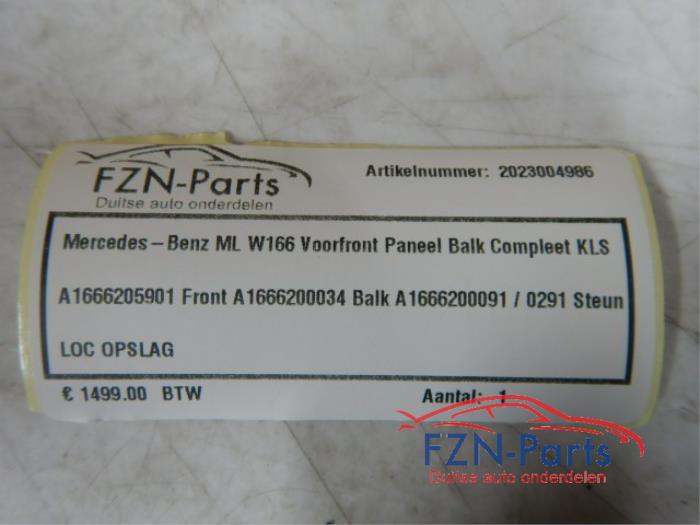 FZN-Parts
Duitse auto onderdelen
Artikelnummer: 2023004986
Mercedes-Benz ML W166 Voorfront Paneel Balk Compleet KLS
A1666205901 Front A1666200034 Balk A1666200091 / 0291 Steun
LOC OPSLAG
€ 1499.00 BTW
Aantal: 1
FZN-Parts
Duitse auto onderdelen